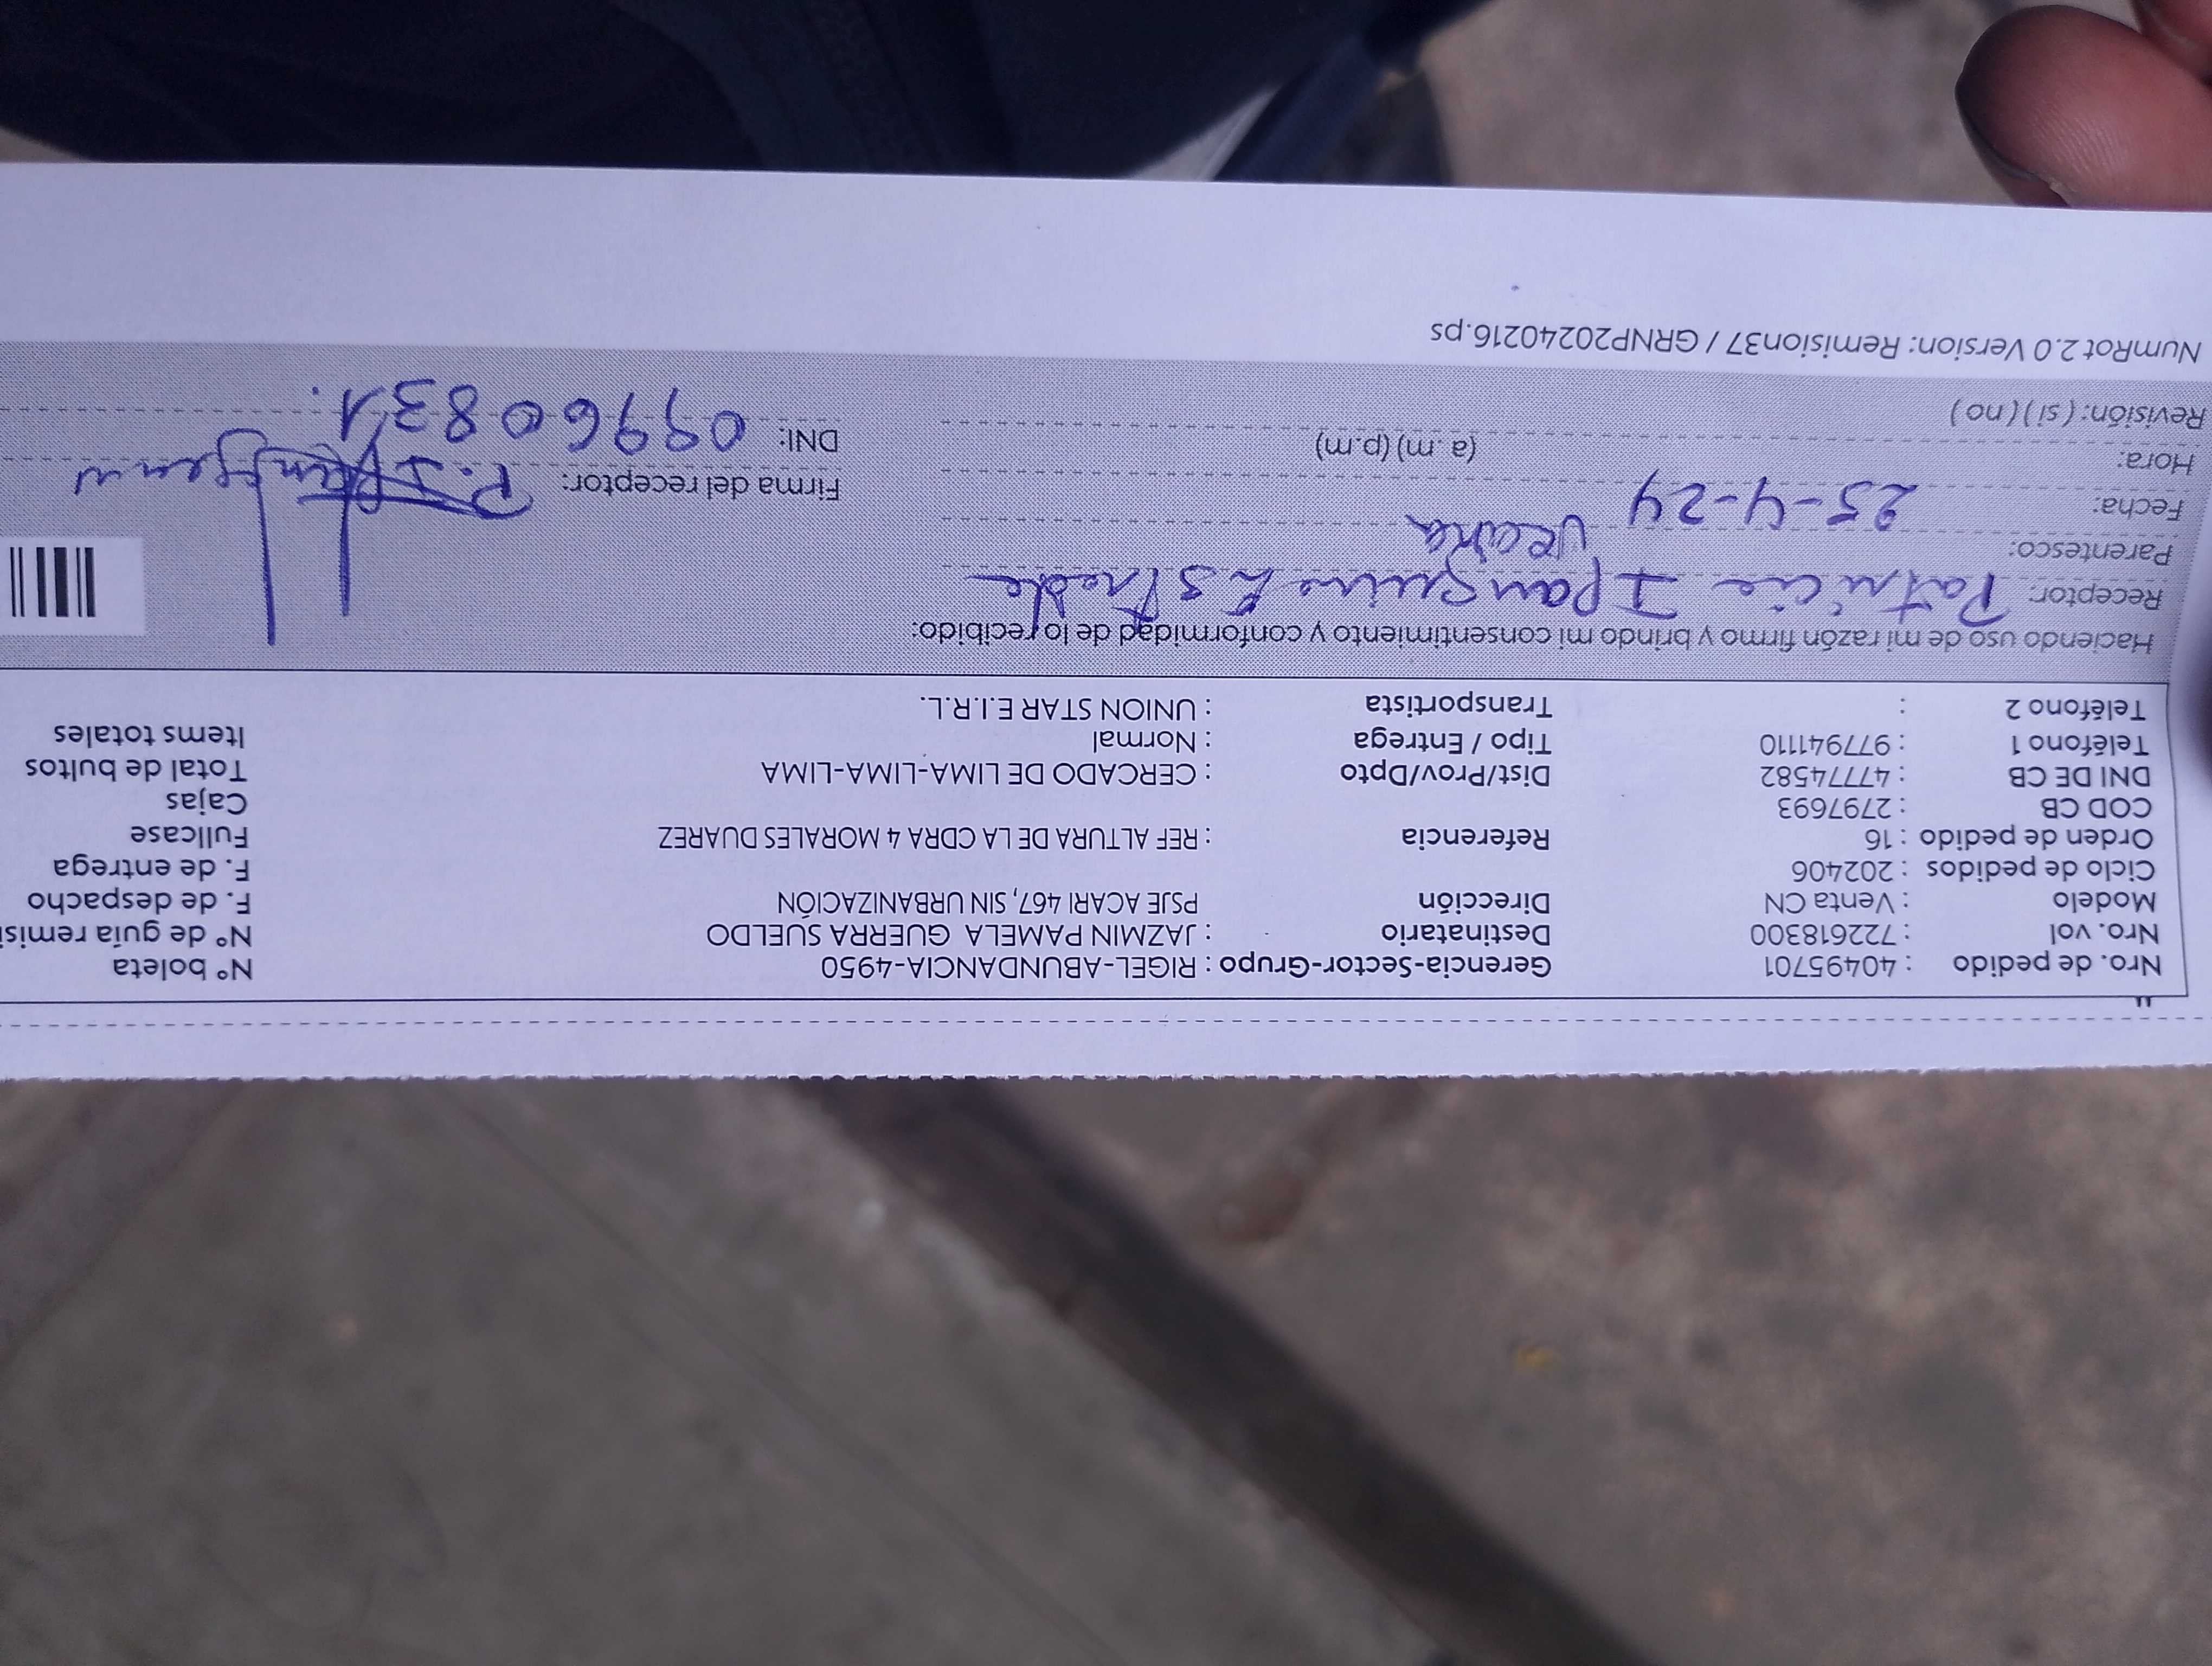 Nro. de pedido : 40495701 Gerencia-Sector-Grupo : RIGEL-ABUNDANCIA-4950 N° boleta
Nro. vol : 722618300 Destinatario : JAZMIN PAMELA GUERRA SUELDO N° de guía remisi
Modelo : Venta CN Dirección PSJE ACARI 467, SIN URBANIZACIÓN F. de despacho
Ciclo de pedidos : 202406 F. de entrega
Orden de pedido : 16 Referencia : REF ALTURA DE LA CDRA 4 MORALES DUAREZ Fullcase
COD CB : 2797693 Cajas
DNI DE CB : 47774582 Dist/Prov/Dpto : CERCADO DE LIMA-LIMA-LIMA Total de bultos
Teléfono 1 : 977941110 Tipo / Entrega : Normal Items totales
Teléfono 2 : Transportista : UNION STAR E.I.R.L.
Haciendo uso de mi razón firmo y brindo mi consentimiento y conformidad de lo recibido:
Receptor: Patricia Ipanguine Estrada
Parentesco: Vecina
Fecha: 25-4-24 Firma del receptor:
Hora: (a. m) (p.m) DNI: 09960831.
Revisión: ( si ) ( no )
NumRot 2.0 Version: Remision37 / GRNP20240216.ps